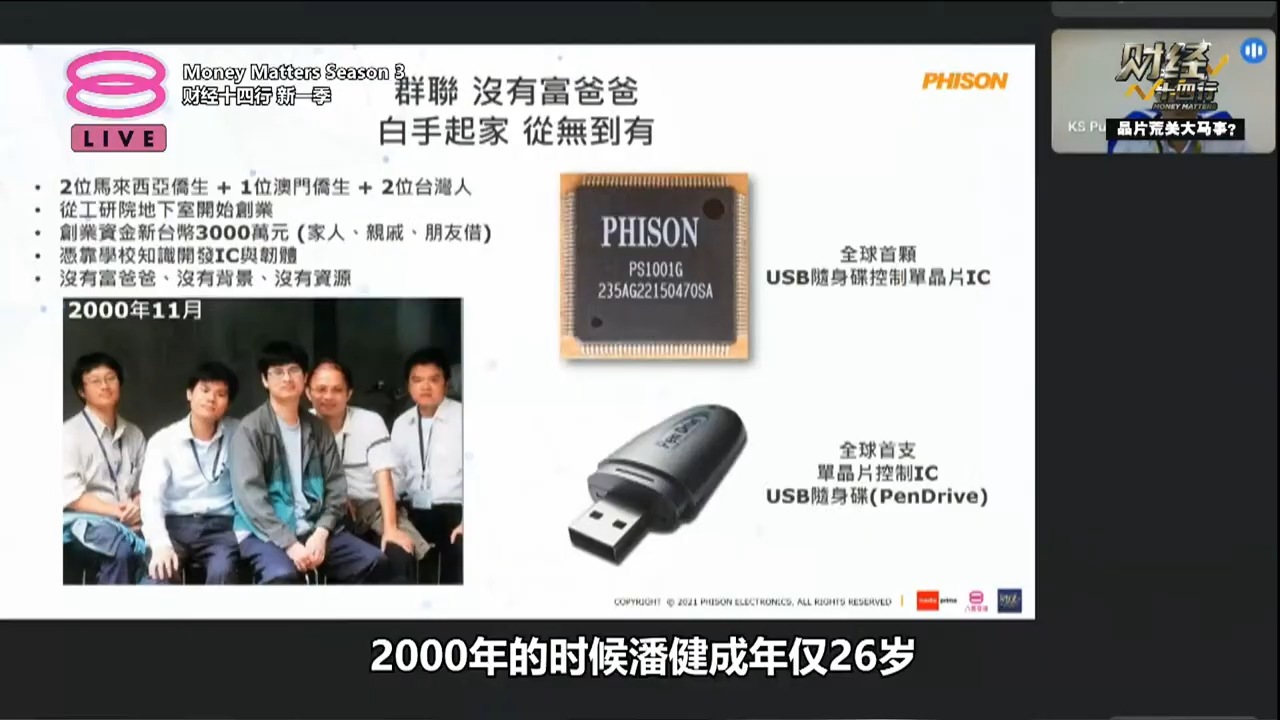 Money Matters Season 3
财经十四行 新一季
8
LIVE
群聯 沒有富爸爸
白手起家 從無到有
PHISON
财经
十四行
MONEY MATTERS
KS Pu
晶片荒美大马事?
• 2位馬來西亞僑生 + 1位澳門僑生 + 2位台灣人
• 從工研院地下室開始創業
• 創業資金新台幣3000萬元 (家人、親戚、朋友借)
• 憑靠學校知識開發IC與韌體
• 沒有富爸爸、沒有背景、沒有資源
2000年11月
PHISON
PS1001G
235AG22150470SA
全球首顆
USB隨身碟控制單晶片IC
Pen Drive
全球首支
單晶片控制IC
USB隨身碟(PenDrive)
COPYRIGHT © 2021 PHISON ELECTRONICS, ALL RIGHTS RESERVED
media prime
2000年的时候潘健成年仅26岁